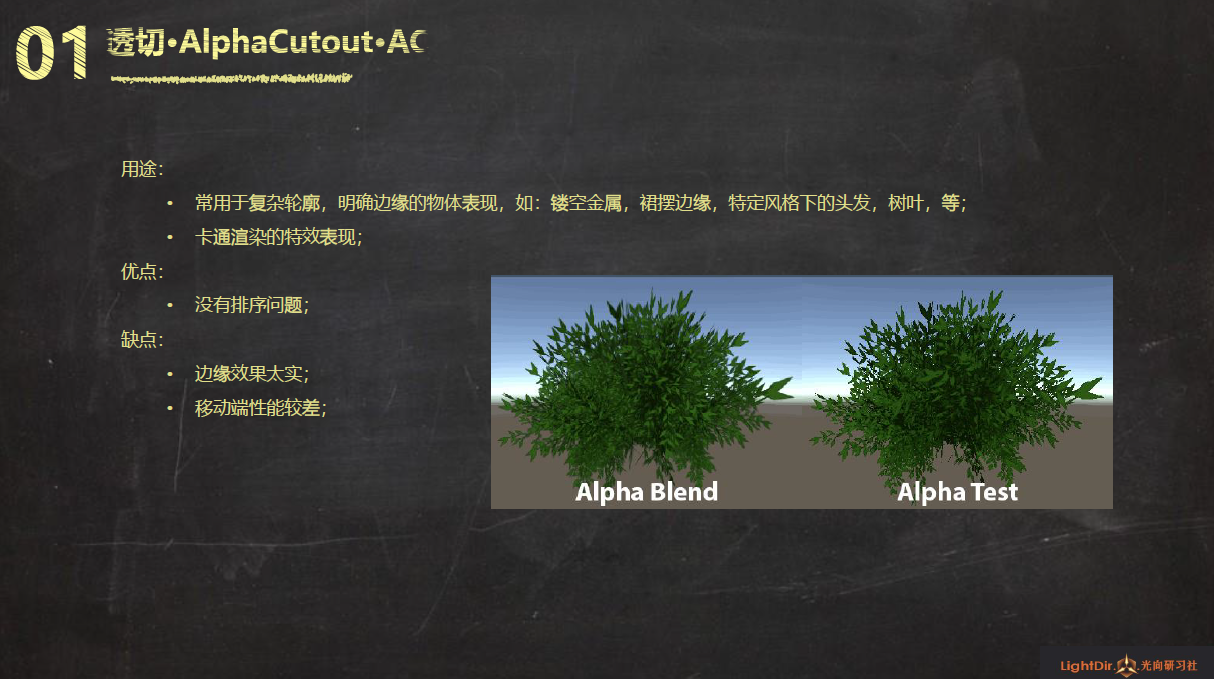 01 透切•AlphaCutout•AC
用途：
• 常用于复杂轮廓，明确边缘的物体表现，如：镂空金属，裙摆边缘，特定风格下的头发，树叶，等；
• 卡通渲染的特效表现；
优点：
• 没有排序问题；
缺点：
• 边缘效果太实；
• 移动端性能较差；
Alpha Blend
Alpha Test
LightDir. 光向研习社